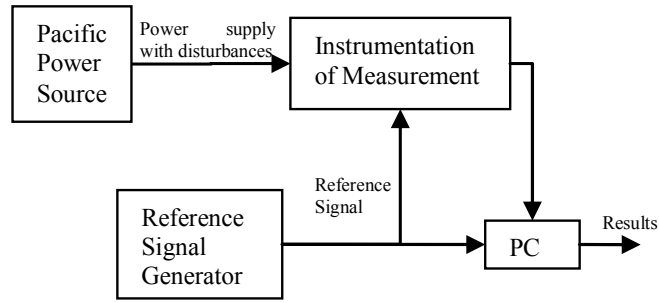 Pacific
Power
Source
Power supply
with disturbances
Instrumentation
of Measurement
Reference
Signal
Reference
Signal
Generator
PC
Results